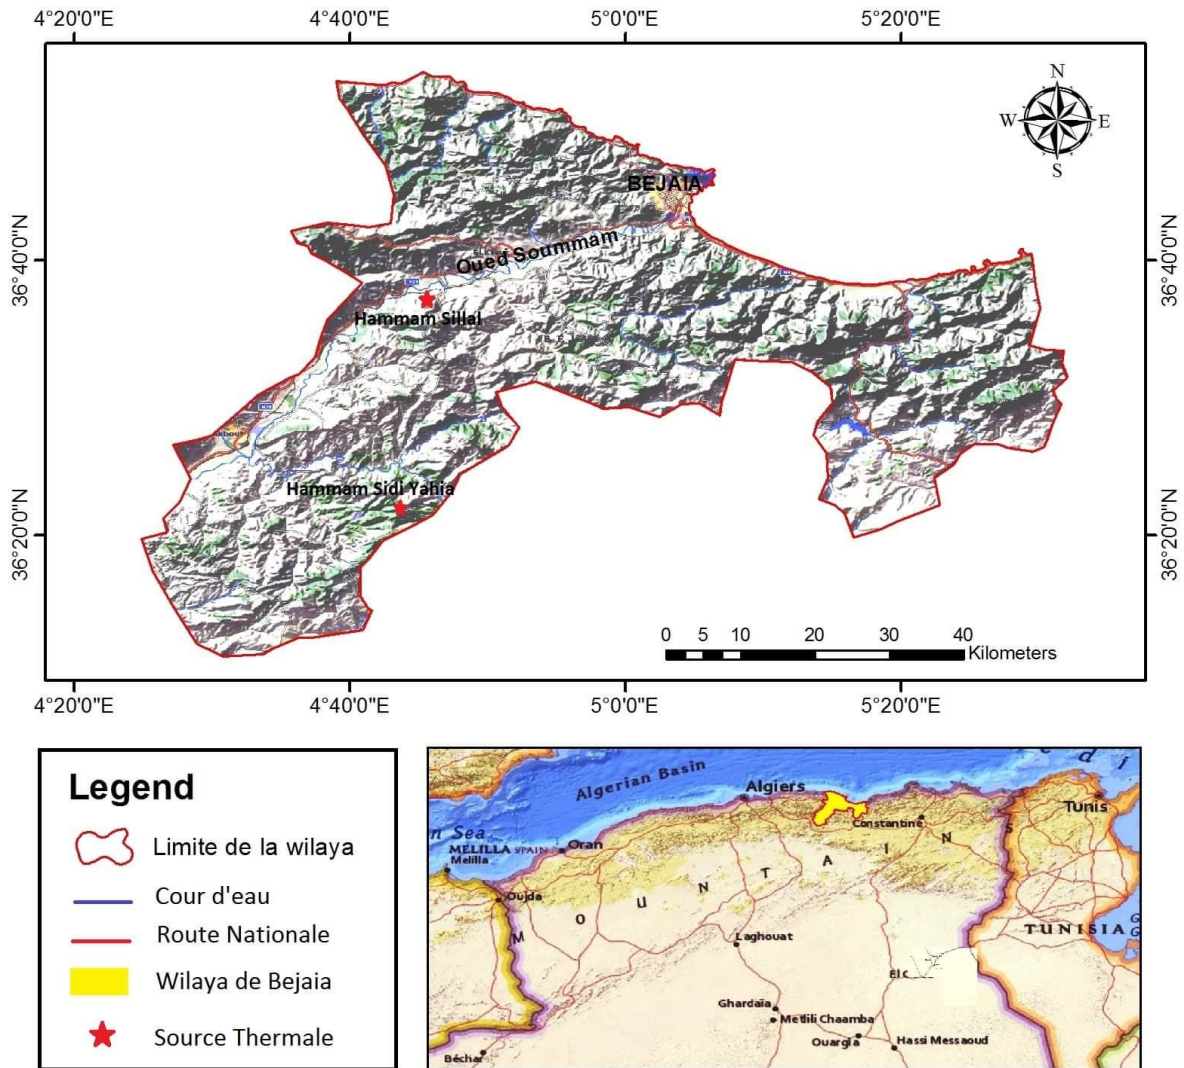 4°20'0"E 4°40'0"E 5°0'0"E 5°20'0"E
N
W E
S
BEJAIA
36°40'0"N 36°40'0"N
Oued Soummam
Hammam Sillal
Hammam Sidi Yahia
36°20'0"N 36°20'0"N
0 5 10 20 30 40
Kilometers
4°20'0"E 4°40'0"E 5°0'0"E 5°20'0"E
Legend
Limite de la wilaya
Cour d'eau
Route Nationale
Wilaya de Bejaia
Source Thermale
Algerian Basin
Algiers
Tunis
Constantine
n Sea
MELILLA SPAIN
Melilla
Oran
Oujda
M O U N T A I N S
Laghouat
TUNISIA
El C
Ghardaïa
Metlili Chaamba
Ouargla
Hassi Messaoud
Béchar
e d i
G
G